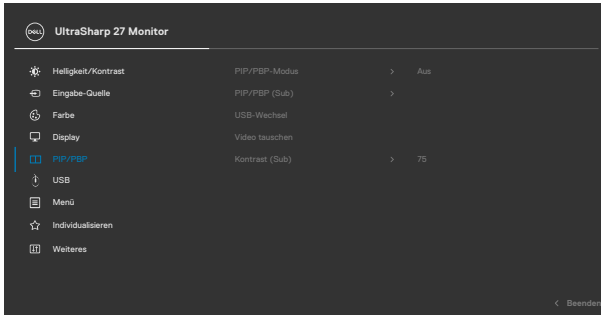 DELL UltraSharp 27 Monitor
Helligkeit/Kontrast PIP/PBP-Modus > Aus
Eingabe-Quelle PIP/PBP (Sub) >
Farbe USB-Wechsel
Display Video tauschen
PIP/PBP Kontrast (Sub) > 75
USB
Menü
Individualisieren
Weiteres
< Beenden